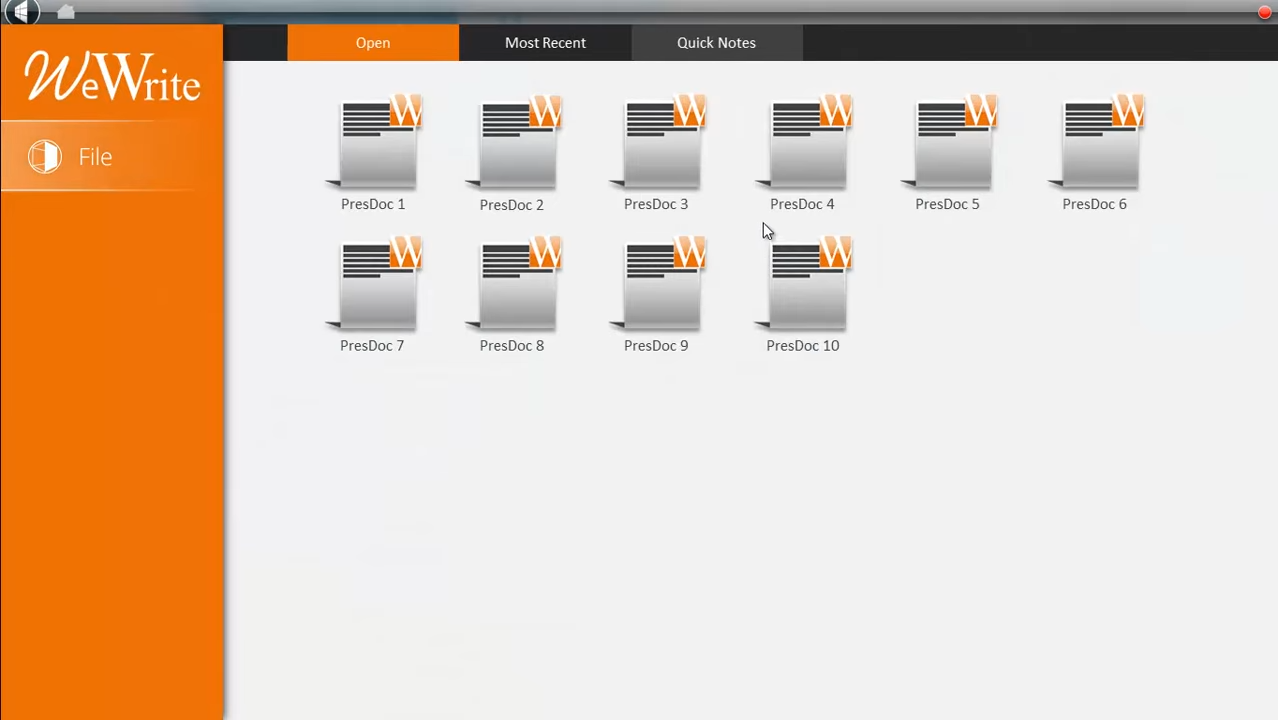 Open Most Recent Quick Notes
WeWrite
File
W W W W W W
PresDoc 1 PresDoc 2 PresDoc 3 PresDoc 4 PresDoc 5 PresDoc 6
W W W W
PresDoc 7 PresDoc 8 PresDoc 9 PresDoc 10